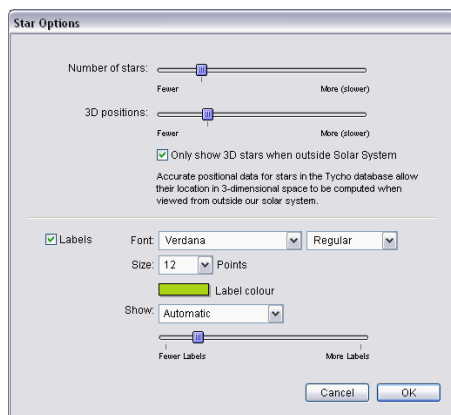 Star Options
Number of stars:
Fewer More (slower)
3D positions:
Fewer More (slower)
Only show 3D stars when outside Solar System
Accurate positional data for stars in the Tycho database allow
their location in 3-dimensional space to be computed when
viewed from outside our solar system.
Labels Font: Verdana Regular
Size: 12 Points
Label colour
Show: Automatic
Fewer Labels More Labels
Cancel OK